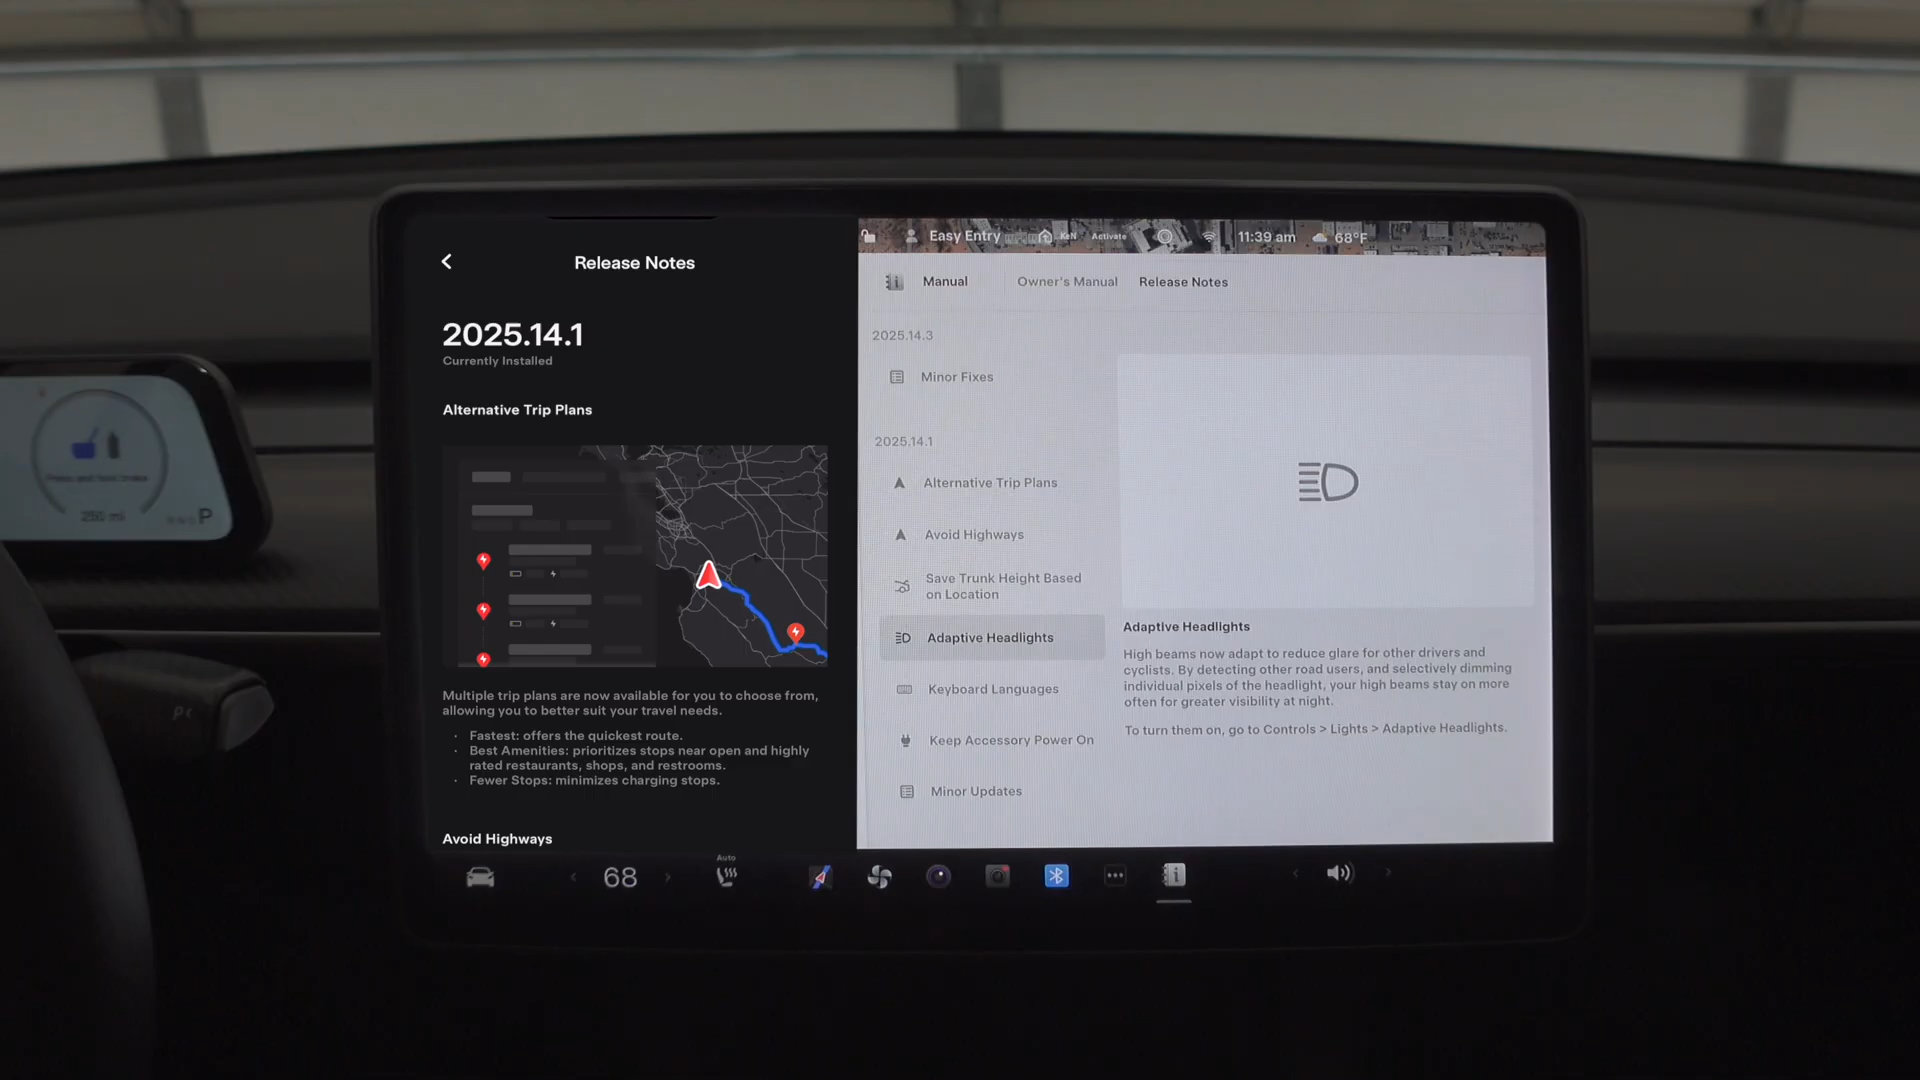 Release Notes
2025.14.1
Currently Installed
Alternative Trip Plans
Multiple trip plans are now available for you to choose from,
allowing you to better suit your travel needs.
· Fastest: offers the quickest route.
· Best Amenities: prioritizes stops near open and highly
rated restaurants, shops, and restrooms.
· Fewer Stops: minimizes charging stops.
Avoid Highways
Easy Entry
Activate
11:39 am
68°F
Manual
Owner's Manual
Release Notes
2025.14.3
Minor Fixes
2025.14.1
Alternative Trip Plans
Avoid Highways
Save Trunk Height Based
on Location
Adaptive Headlights
Keyboard Languages
Keep Accessory Power On
Minor Updates
Adaptive Headlights
High beams now adapt to reduce glare for other drivers and
cyclists. By detecting other road users, and selectively dimming
individual pixels of the headlight, your high beams stay on more
often for greater visibility at night.
To turn them on, go to Controls > Lights > Adaptive Headlights.
250 mi
P
68
Auto